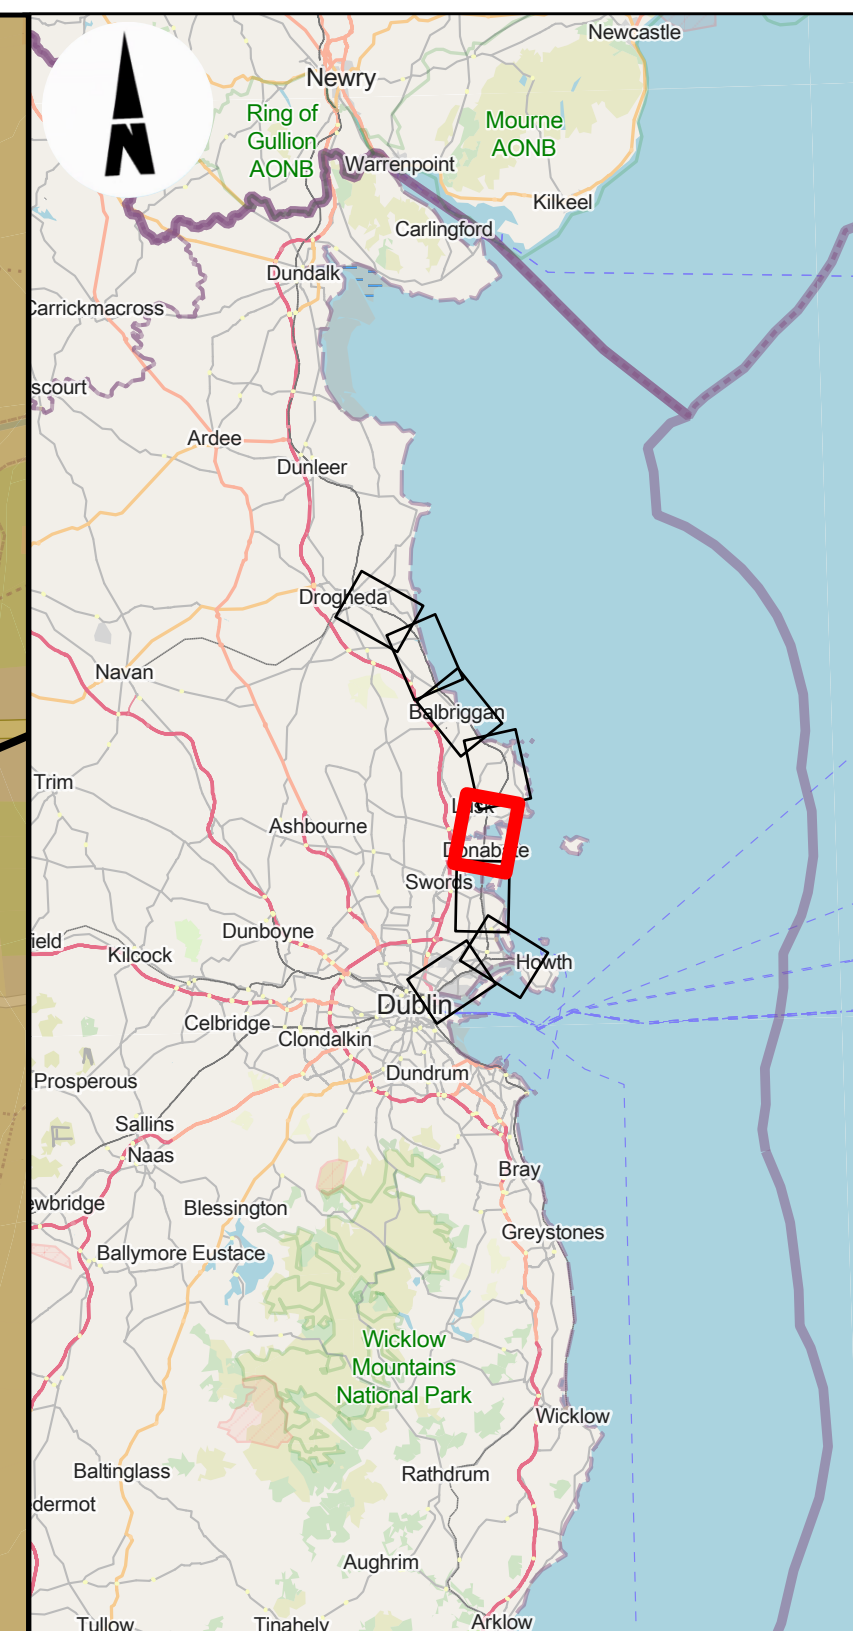 Newcastle
Newry
Ring of
Gullion
AONB
Mourne
AONB
Warrenpoint
Kilkeel
Carlingford
Dundalk
Carrickmacross
scourt
Ardee
Dunleer
Drogheda
Navan
Balbriggan
Trim
Lusk
Ashbourne
Donabate
Swords
Dunboyne
ield
Kilcock
Howth
Dublin
Celbridge
Clondalkin
Dundrum
Prosperous
Sallins
Naas
Bray
ewbridge
Blessington
Greystones
Ballymore Eustace
Wicklow
Mountains
National Park
Wicklow
Baltinglass
Rathdrum
dermot
Aughrim
Tullow
Tinahely
Arklow
N